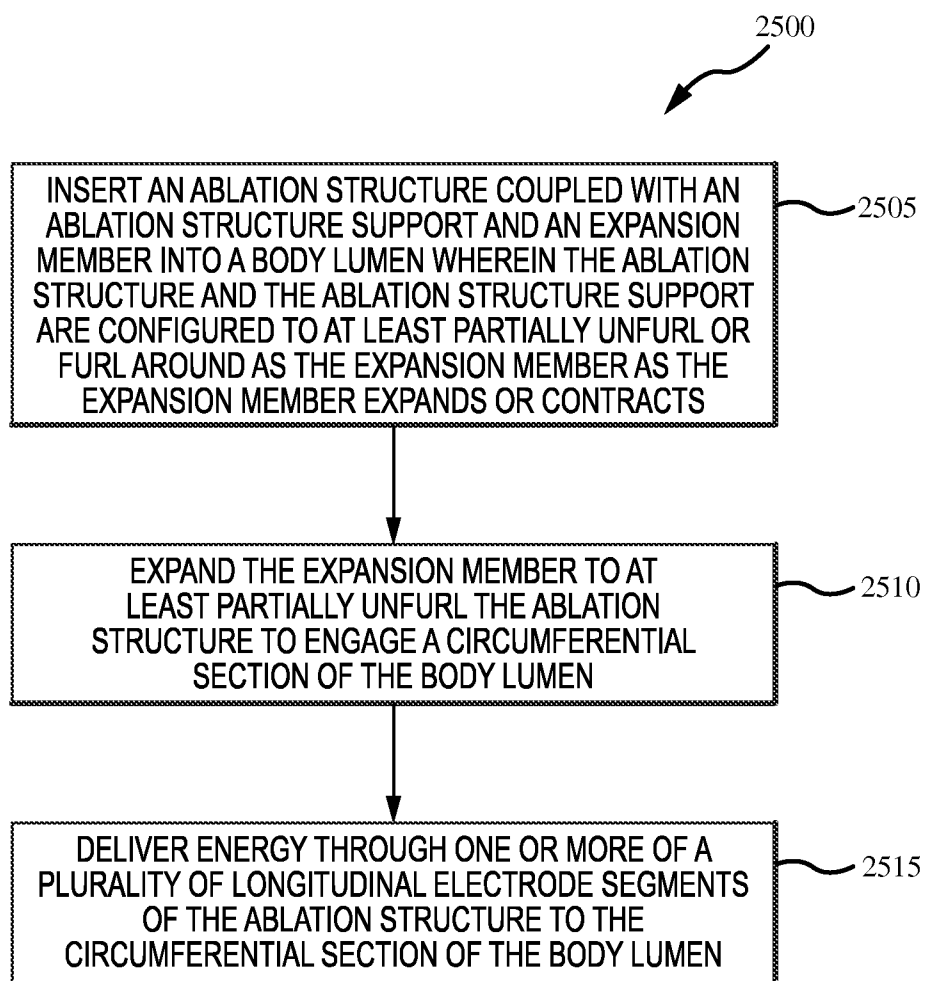 2500
INSERT AN ABLATION STRUCTURE COUPLED WITH AN
ABLATION STRUCTURE SUPPORT AND AN EXPANSION
MEMBER INTO A BODY LUMEN WHEREIN THE ABLATION
STRUCTURE AND THE ABLATION STRUCTURE SUPPORT
ARE CONFIGURED TO AT LEAST PARTIALLY UNFURL OR
FURL AROUND AS THE EXPANSION MEMBER AS THE
EXPANSION MEMBER EXPANDS OR CONTRACTS
2505
EXPAND THE EXPANSION MEMBER TO AT
LEAST PARTIALLY UNFURL THE ABLATION
STRUCTURE TO ENGAGE A CIRCUMFERENTIAL
SECTION OF THE BODY LUMEN
2510
DELIVER ENERGY THROUGH ONE OR MORE OF A
PLURALITY OF LONGITUDINAL ELECTRODE SEGMENTS
OF THE ABLATION STRUCTURE TO THE
CIRCUMFERENTIAL SECTION OF THE BODY LUMEN
2515